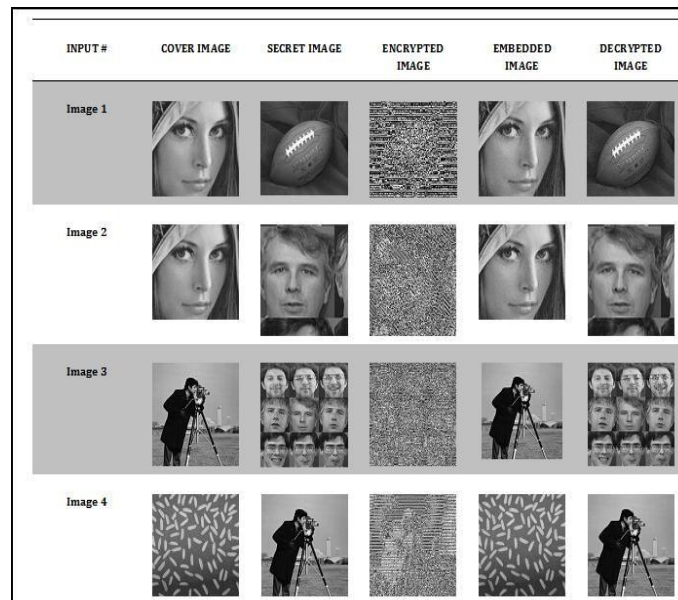 INPUT # COVER IMAGE SECRET IMAGE ENCRYPTED IMAGE EMBEDDED IMAGE DECRYPTED IMAGE
Image 1
Image 2
Image 3
Image 4